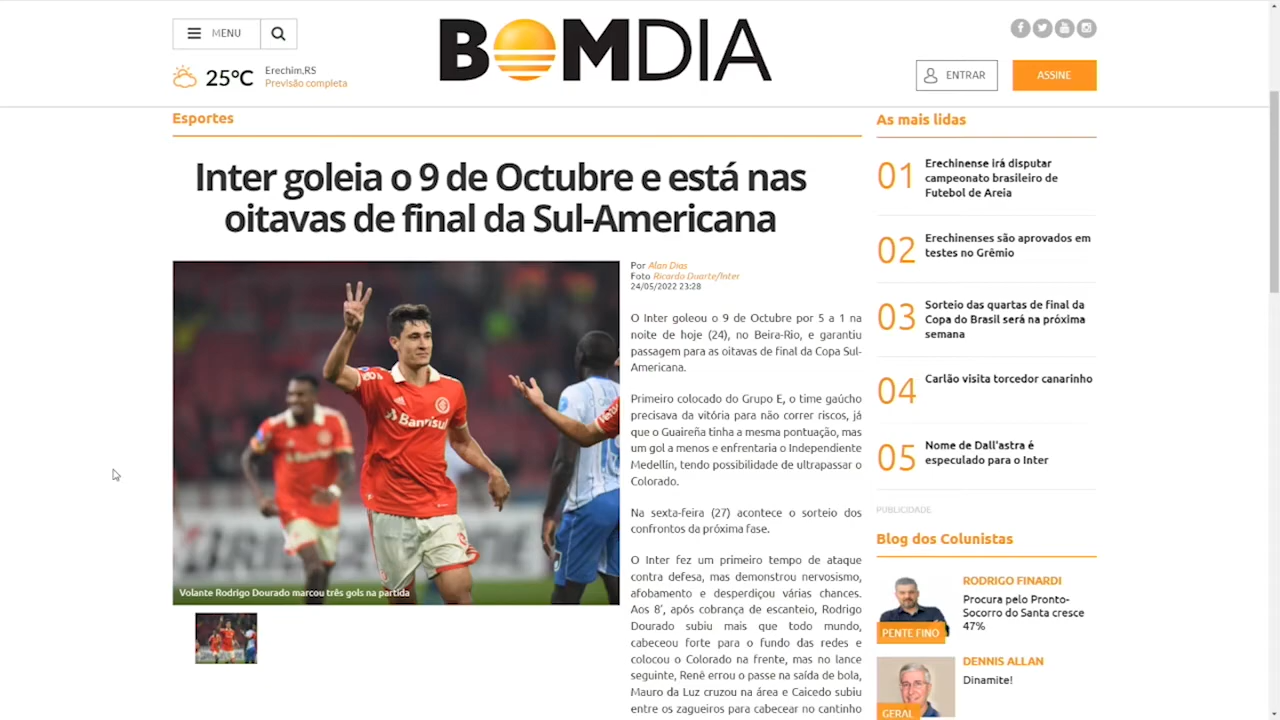 MENU
BOMDIA
25°C
Erechim,RS
Previsão completa
ENTRAR
ASSINE
Esportes
Inter goleia o 9 de Octubre e está nas
oitavas de final da Sul-Americana
Banrisul
Volante Rodrigo Dourado marcou três gols na partida
Por Alan Dias
Foto Ricardo Duarte/Inter
24/05/2022 23:28
O Inter goleou o 9 de Octubre por 5 a 1 na
noite de hoje (24), no Beira-Rio, e garantiu
passagem para as oitavas de final da Copa Sul-
Americana.
Primeiro colocado do Grupo E, o time gaúcho
precisava da vitória para não correr riscos, já
que o Guaireña tinha a mesma pontuação, mas
um gol a menos e enfrentaria o Independiente
Medellín, tendo possibilidade de ultrapassar o
Colorado.
Na sexta-feira (27) acontece o sorteio dos
confrontos da próxima fase.
O Inter fez um primeiro tempo de ataque
contra defesa, mas demonstrou nervosismo,
afobamento e desperdiçou várias chances.
Aos 8', após cobrança de escanteio, Rodrigo
Dourado subiu mais que todo mundo,
cabeceou forte para o fundo das redes e
colocou o Colorado na frente, mas no lance
seguinte, Renê errou o passe na saída de bola,
Mauro da Luz cruzou na área e Caicedo subiu
entre os zagueiros para cabecear no cantinho
As mais lidas
01
Erechinense irá disputar
campeonato brasileiro de
Futebol de Areia
02
Erechinenses são aprovados em
testes no Grêmio
03
Sorteio das quartas de final da
Copa do Brasil será na próxima
semana
04
Carlão visita torcedor canarinho
05
Nome de Dall'astra é
especulado para o Inter
PUBLICIDADE
Blog dos Colunistas
RODRIGO FINARDI
Procura pelo Pronto-
Socorro do Santa cresce
47%
PENTE FINO
DENNIS ALLAN
Dinamite!
GERAL